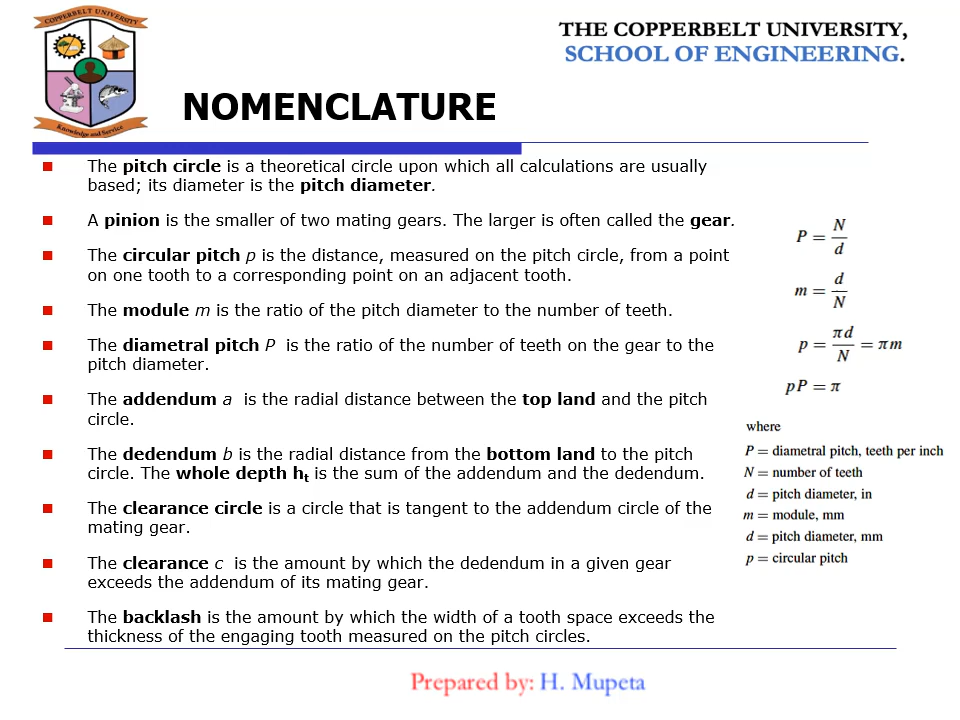 COPPERBELT UNIVERSITY
Knowledge and Service
THE COPPERBELT UNIVERSITY,
SCHOOL OF ENGINEERING.
NOMENCLATURE
The pitch circle is a theoretical circle upon which all calculations are usually
based; its diameter is the pitch diameter.
A pinion is the smaller of two mating gears. The larger is often called the gear.
The circular pitch p is the distance, measured on the pitch circle, from a point
on one tooth to a corresponding point on an adjacent tooth.
The module m is the ratio of the pitch diameter to the number of teeth.
The diametral pitch P is the ratio of the number of teeth on the gear to the
pitch diameter.
The addendum a is the radial distance between the top land and the pitch
circle.
The dedendum b is the radial distance from the bottom land to the pitch
circle. The whole depth ht is the sum of the addendum and the dedendum.
The clearance circle is a circle that is tangent to the addendum circle of the
mating gear.
The clearance c is the amount by which the dedendum in a given gear
exceeds the addendum of its mating gear.
The backlash is the amount by which the width of a tooth space exceeds the
thickness of the engaging tooth measured on the pitch circles.
P = N/d
m = d/N
p = πd/N = πm
pP = π
where
P = diametral pitch, teeth per inch
N = number of teeth
d = pitch diameter, in
m = module, mm
d = pitch diameter, mm
p = circular pitch
Prepared by: H. Mupeta